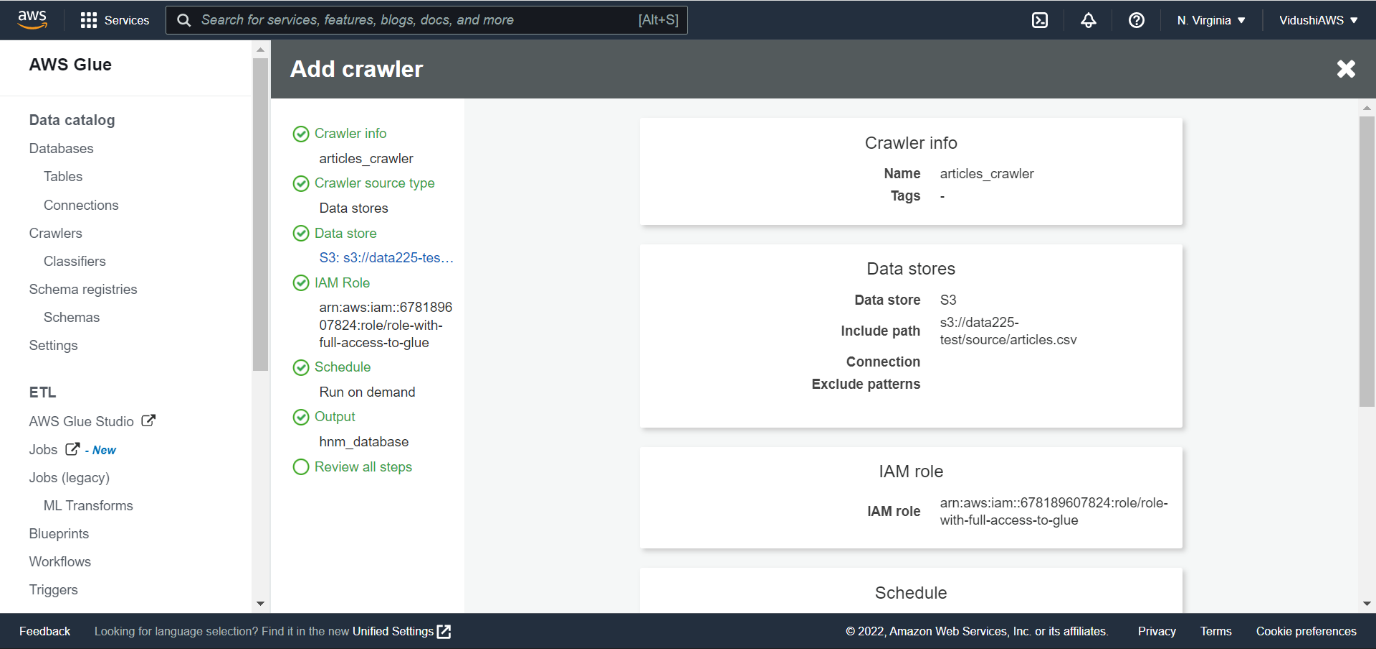 aws
Services
Search for services, features, blogs, docs, and more
[Alt+S]
N. Virginia
VidushiAWS
AWS Glue
Data catalog
Databases
Tables
Connections
Crawlers
Classifiers
Schema registries
Schemas
Settings
ETL
AWS Glue Studio
Jobs - New
Jobs (legacy)
ML Transforms
Blueprints
Workflows
Triggers
Add crawler
Crawler info
articles_crawler
Crawler source type
Data stores
Data store
S3: s3://data225-tes…
IAM Role
arn:aws:iam::6781896
07824:role/role-with-
full-access-to-glue
Schedule
Run on demand
Output
hnm_database
Review all steps
Crawler info
Name articles_crawler
Tags -
Data stores
Data store S3
Include path s3://data225-
test/source/articles.csv
Connection
Exclude patterns
IAM role
IAM role arn:aws:iam::678189607824:role/role-
with-full-access-to-glue
Schedule
Feedback
Looking for language selection? Find it in the new Unified Settings
© 2022, Amazon Web Services, Inc. or its affiliates.
Privacy
Terms
Cookie preferences